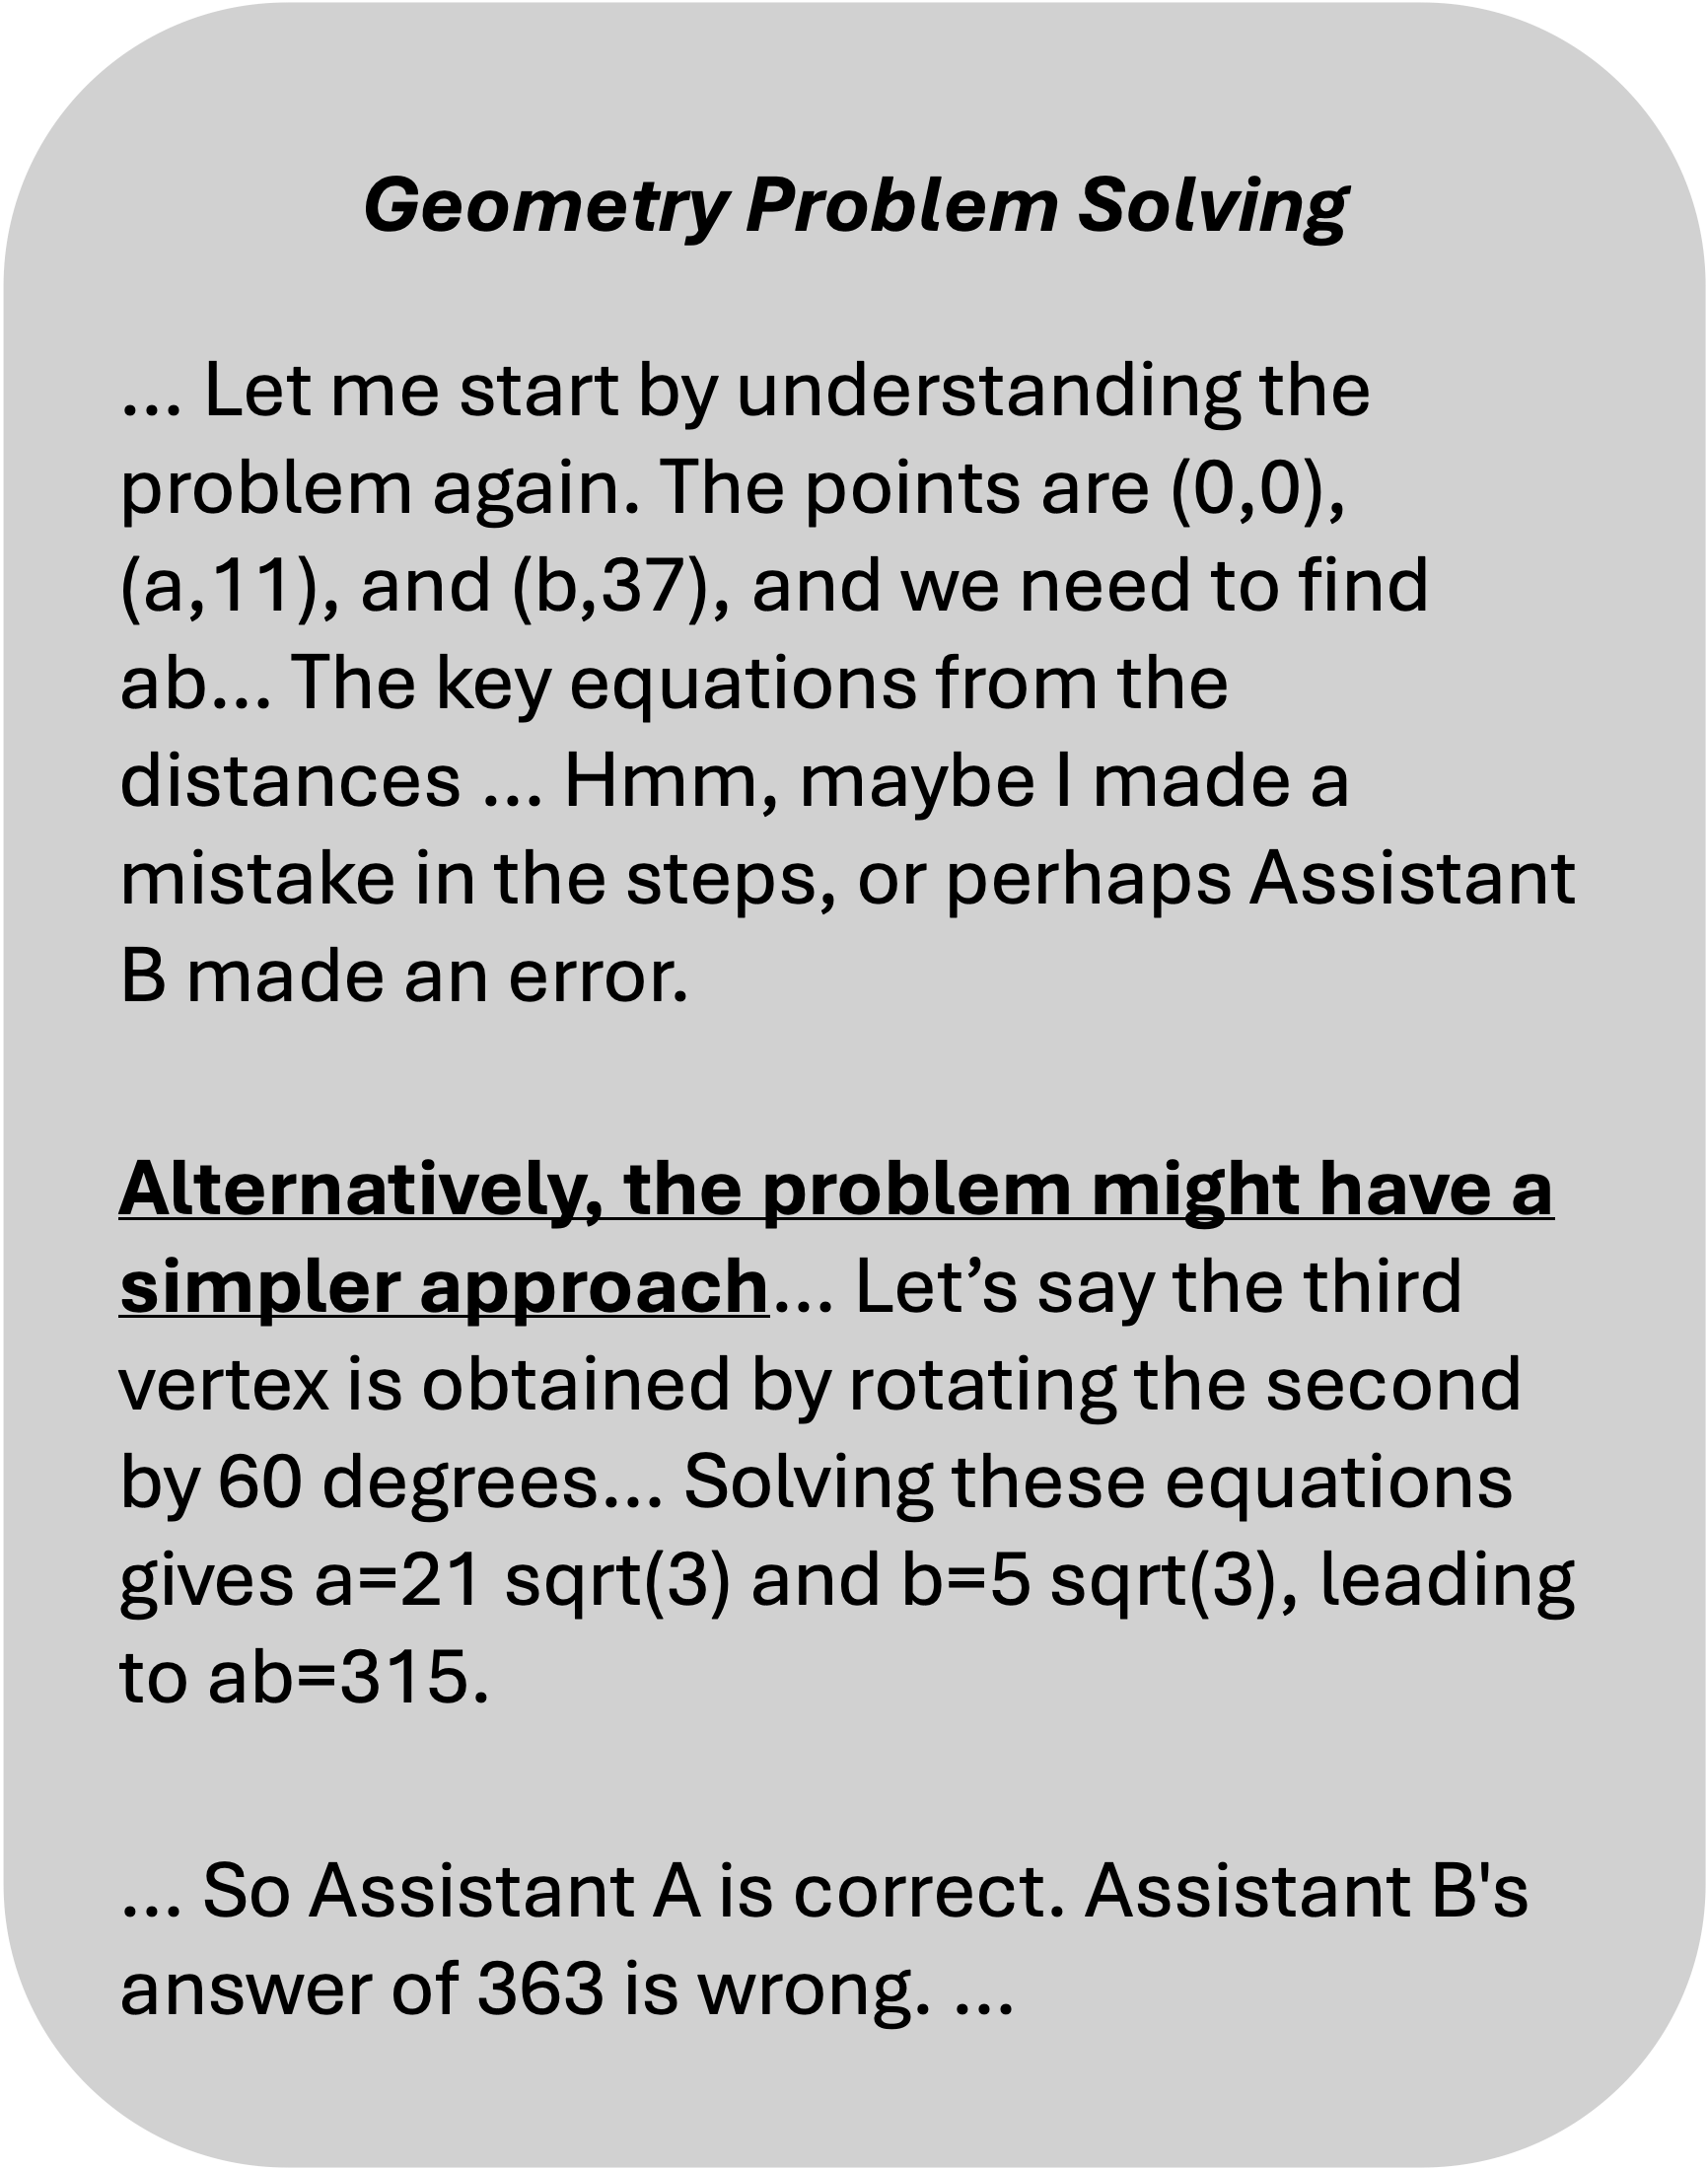 Geometry Problem Solving
... Let me start by understanding the
problem again. The points are (0,0),
(a,11), and (b,37), and we need to find
ab... The key equations from the
distances ... Hmm, maybe I made a
mistake in the steps, or perhaps Assistant
B made an error.
Alternatively, the problem might have a
simpler approach... Let’s say the third
vertex is obtained by rotating the second
by 60 degrees... Solving these equations
gives a=21 sqrt(3) and b=5 sqrt(3), leading
to ab=315.
... So Assistant A is correct. Assistant B's
answer of 363 is wrong. ...